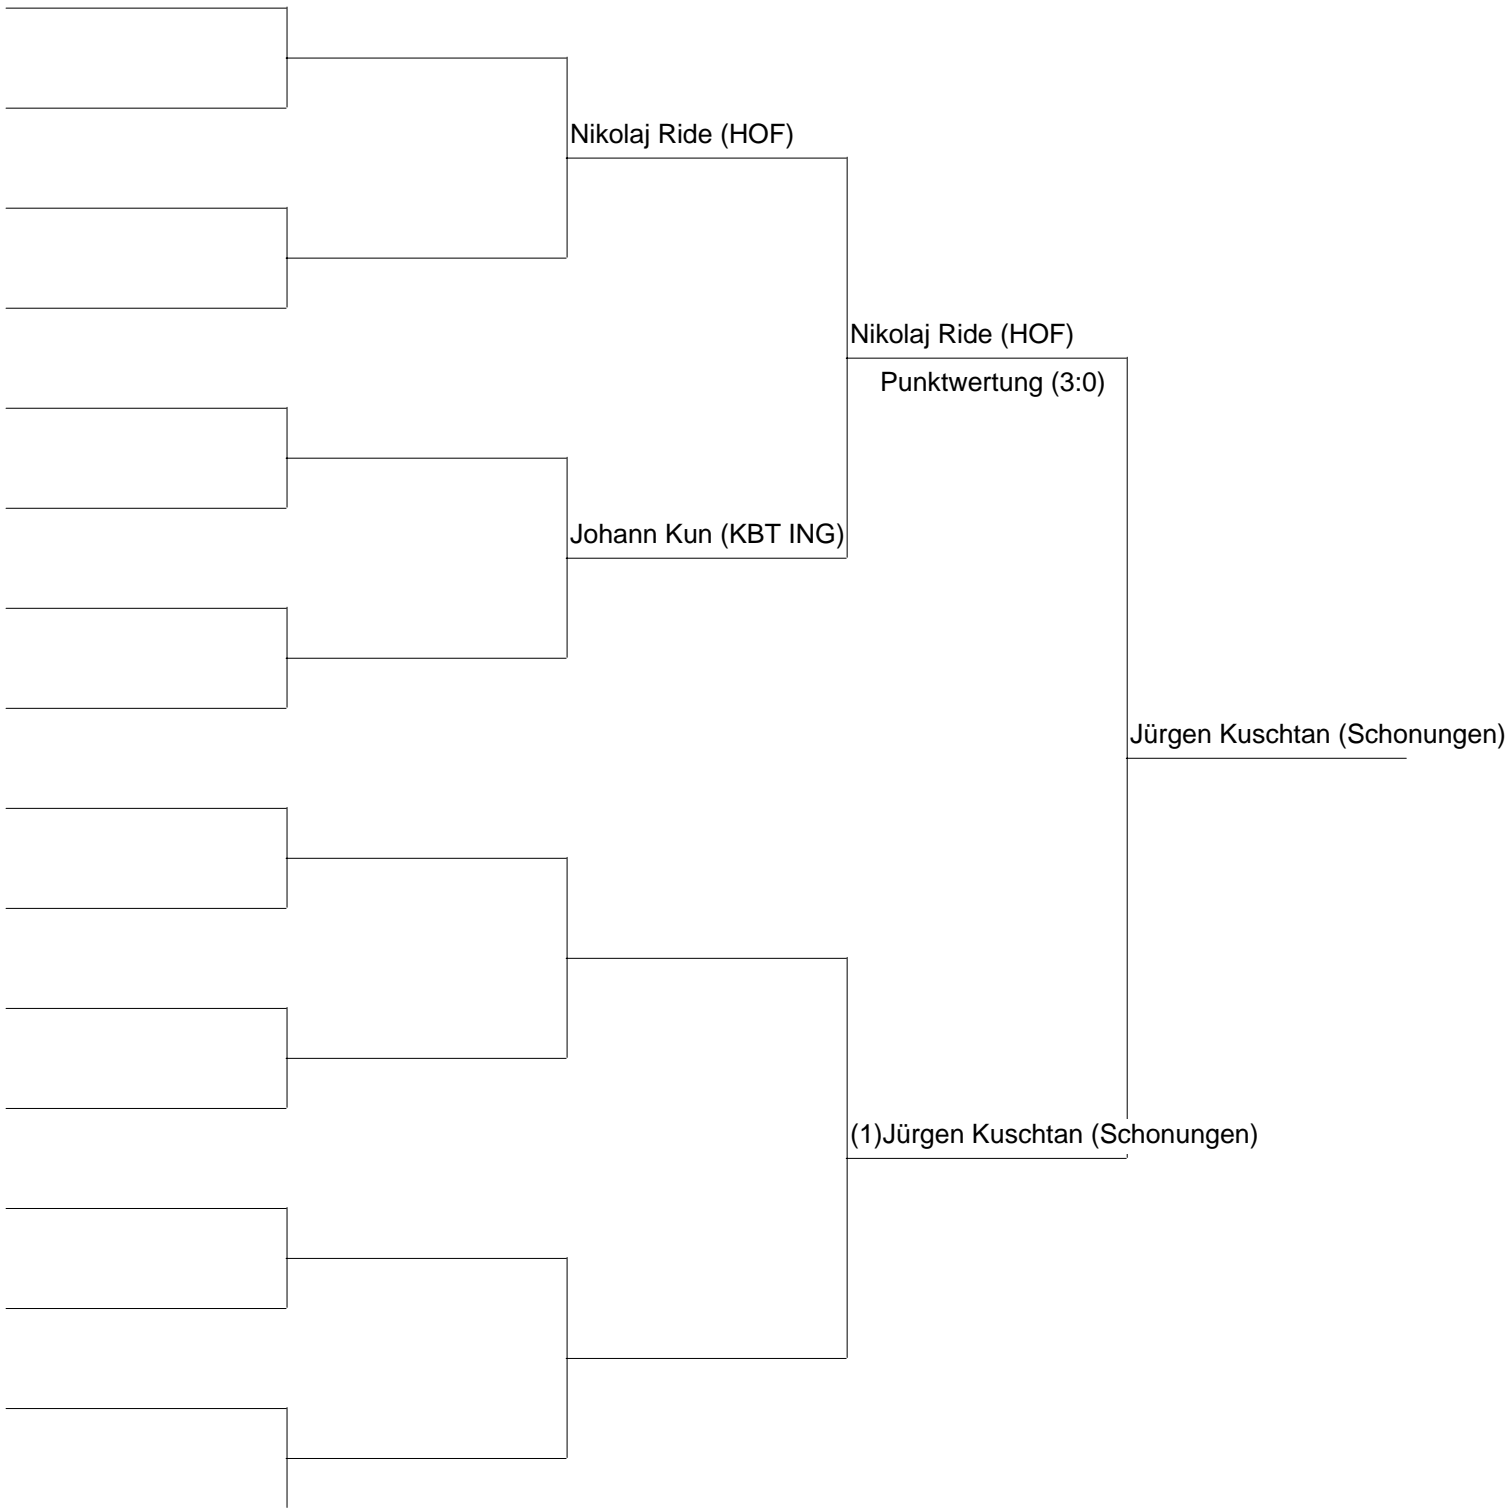 Nikolaj Ride (HOF)
Nikolaj Ride (HOF)
Punktwertung (3:0)
Johann Kun (KBT ING)
Jürgen Kuschtan (Schonungen)
(1)Jürgen Kuschtan (Schonungen)